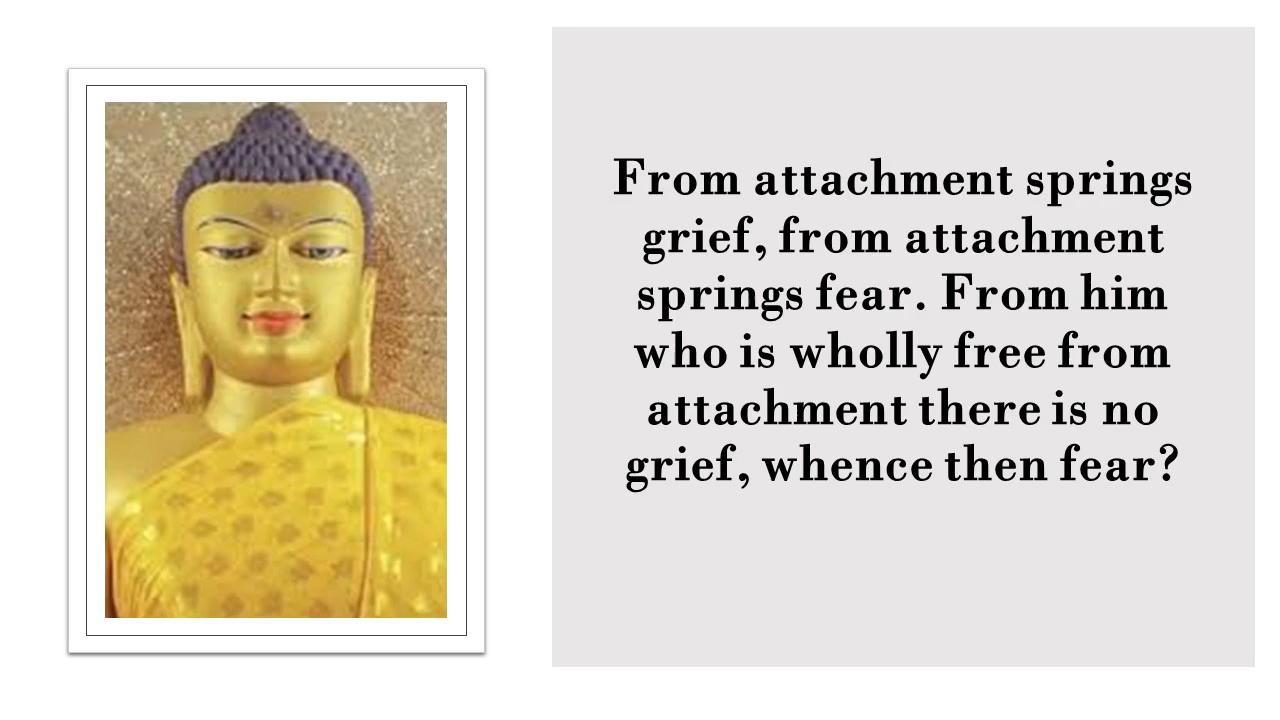 From attachment springs
grief, from attachment
springs fear. From him
who is wholly free from
attachment there is no
grief, whence then fear?